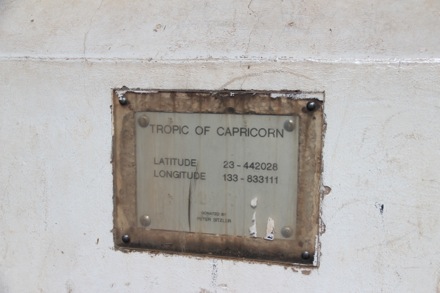 TROPIC OF CAPRICORN
LATITUDE 23-442028
LONGITUDE 133-833111